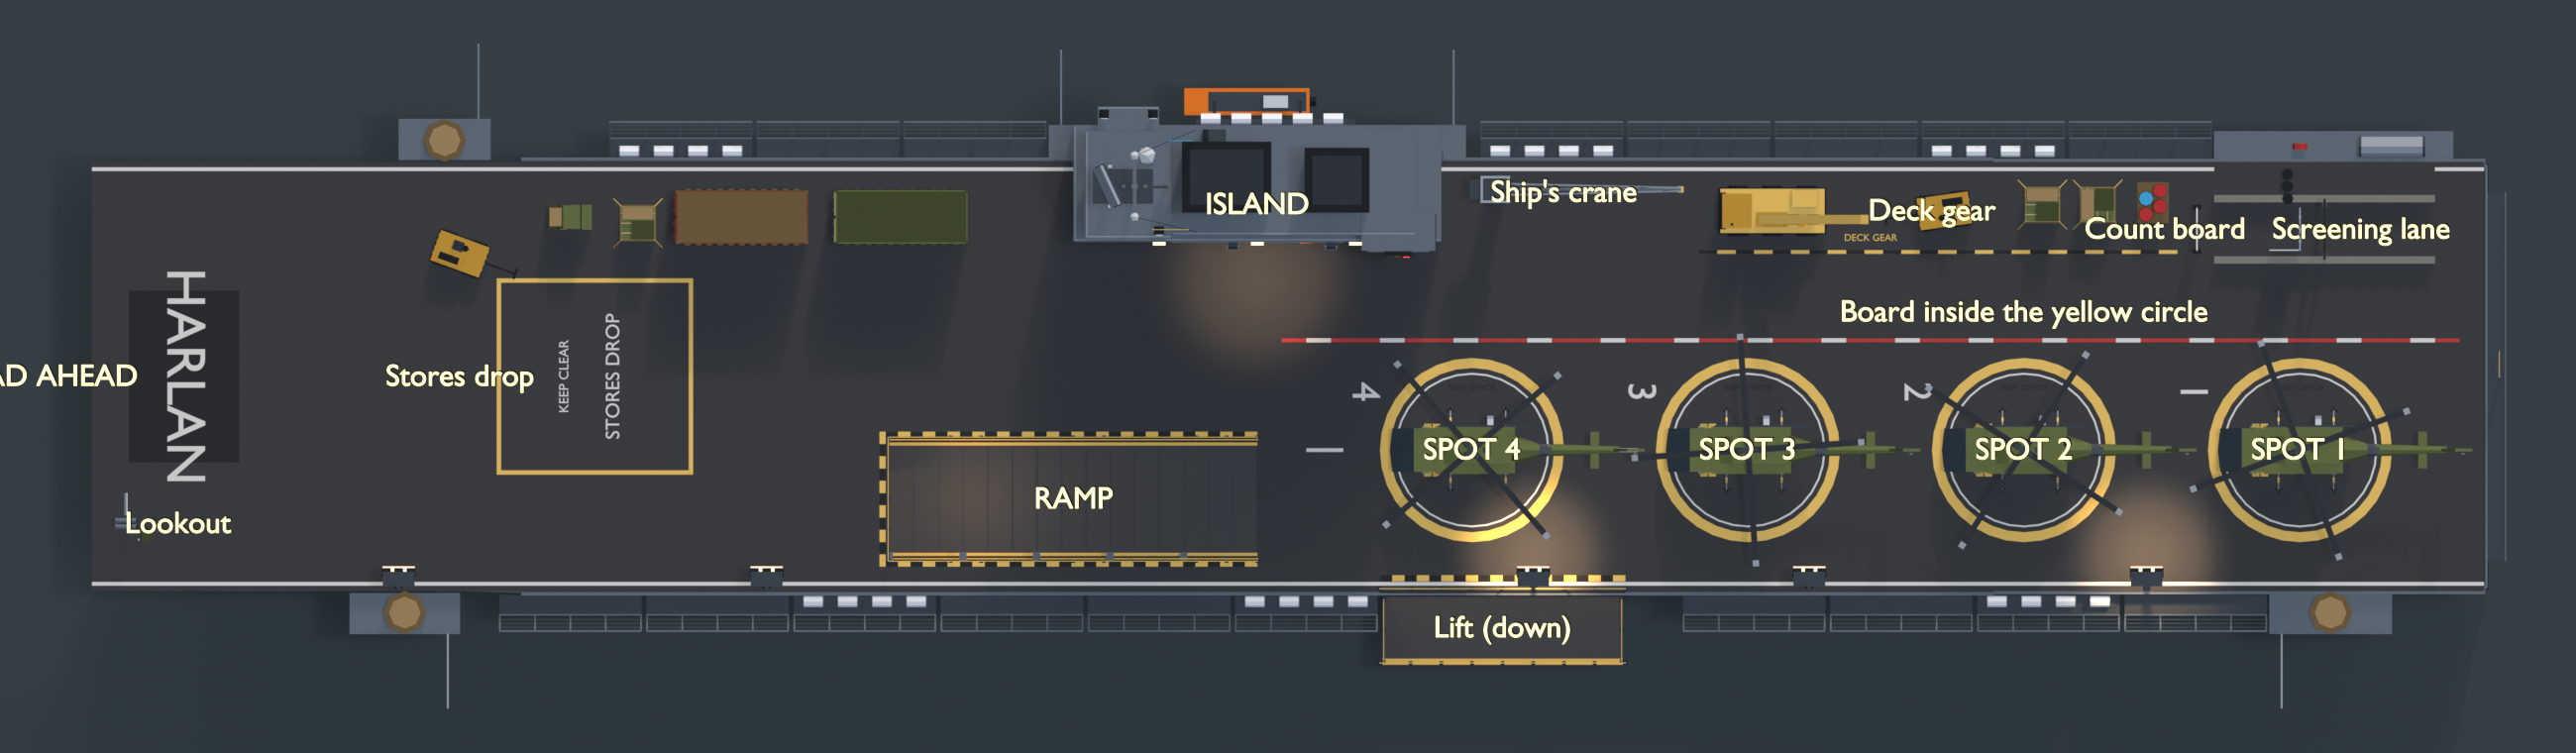 ISLAND
Ship's crane
Deck gear
DECK GEAR
Count board
Screening lane
Board inside the yellow circle
AD AHEAD
HARLAN
Stores drop
KEEP CLEAR
STORES DROP
4
3
2
1
SPOT 4
SPOT 3
SPOT 2
SPOT 1
RAMP
Lookout
Lift (down)